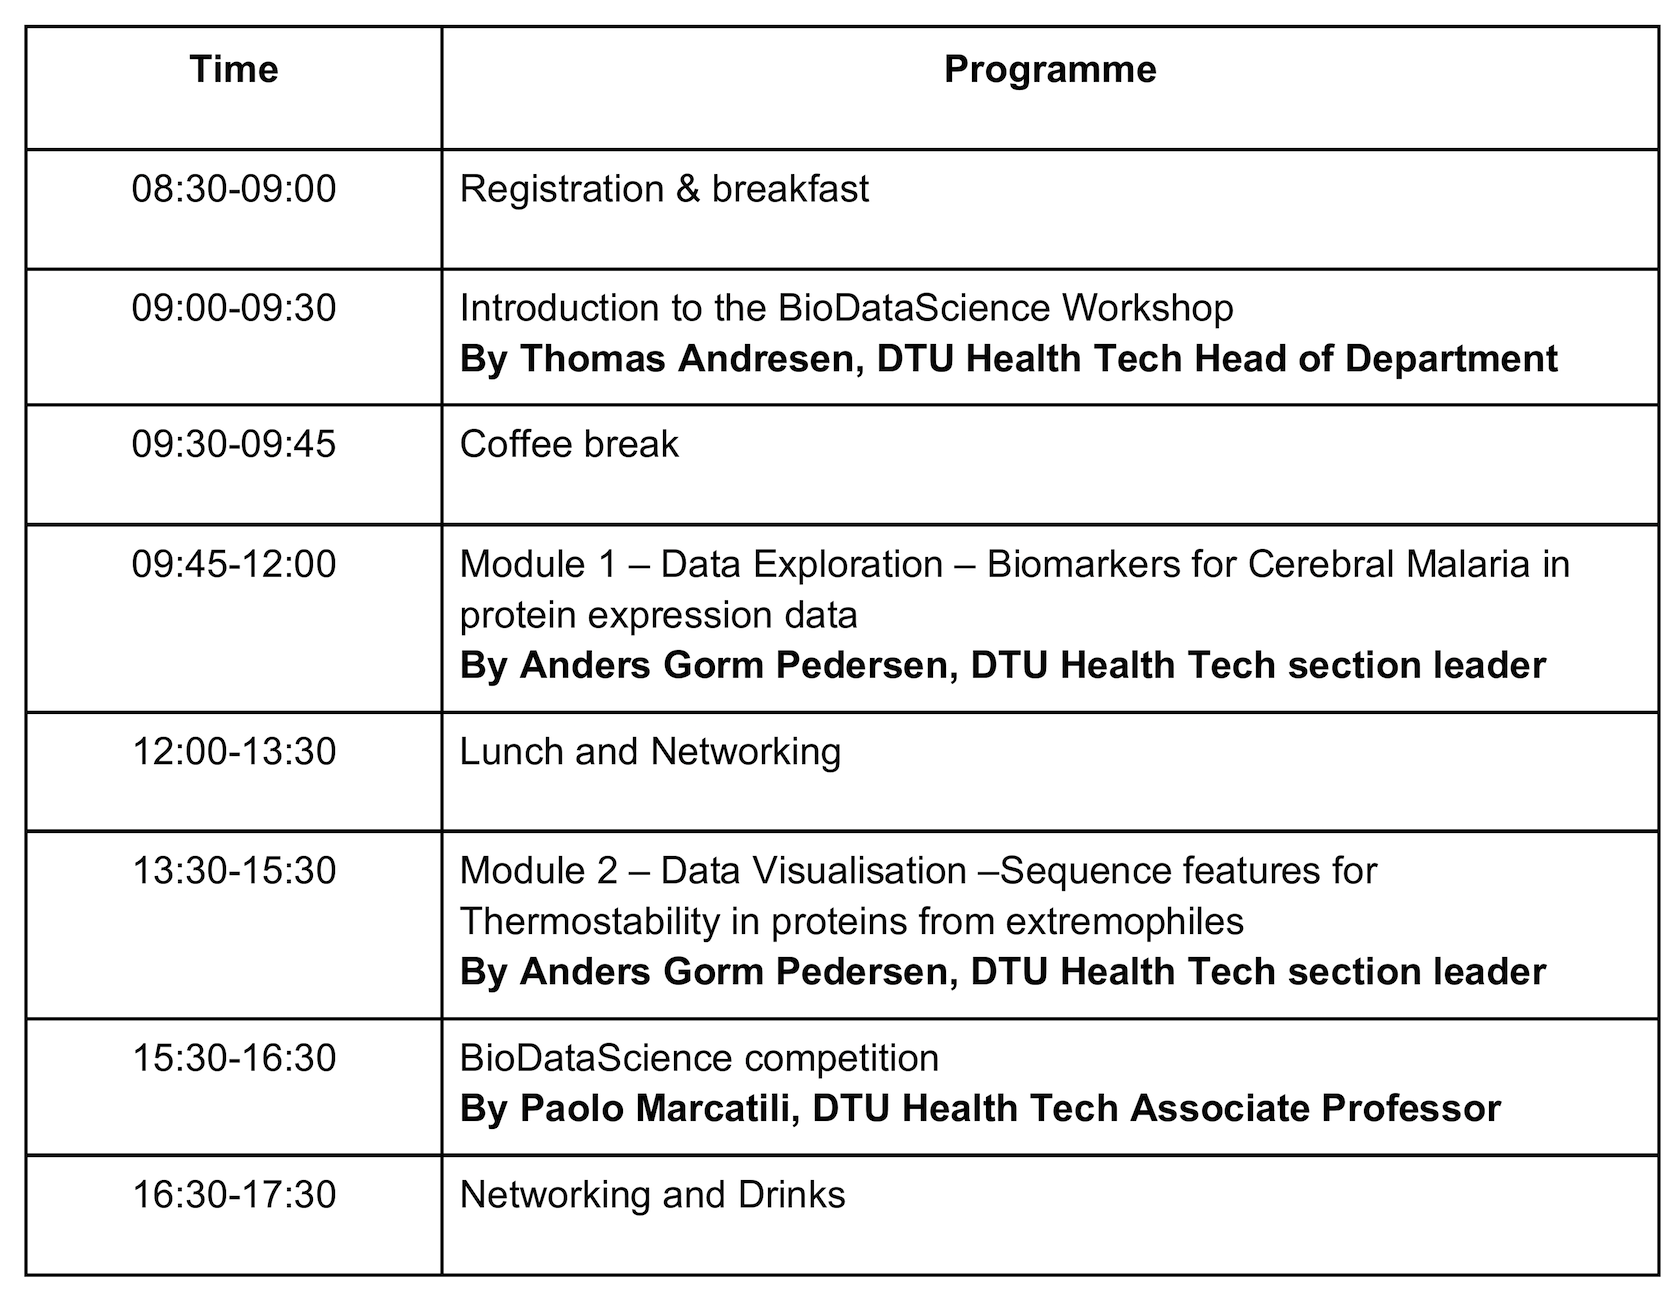 Time
Programme
08:30-09:00
Registration & breakfast
09:00-09:30
Introduction to the BioDataScience Workshop
By Thomas Andresen, DTU Health Tech Head of Department
09:30-09:45
Coffee break
09:45-12:00
Module 1 – Data Exploration – Biomarkers for Cerebral Malaria in
protein expression data
By Anders Gorm Pedersen, DTU Health Tech section leader
12:00-13:30
Lunch and Networking
13:30-15:30
Module 2 – Data Visualisation –Sequence features for
Thermostability in proteins from extremophiles
By Anders Gorm Pedersen, DTU Health Tech section leader
15:30-16:30
BioDataScience competition
By Paolo Marcatili, DTU Health Tech Associate Professor
16:30-17:30
Networking and Drinks